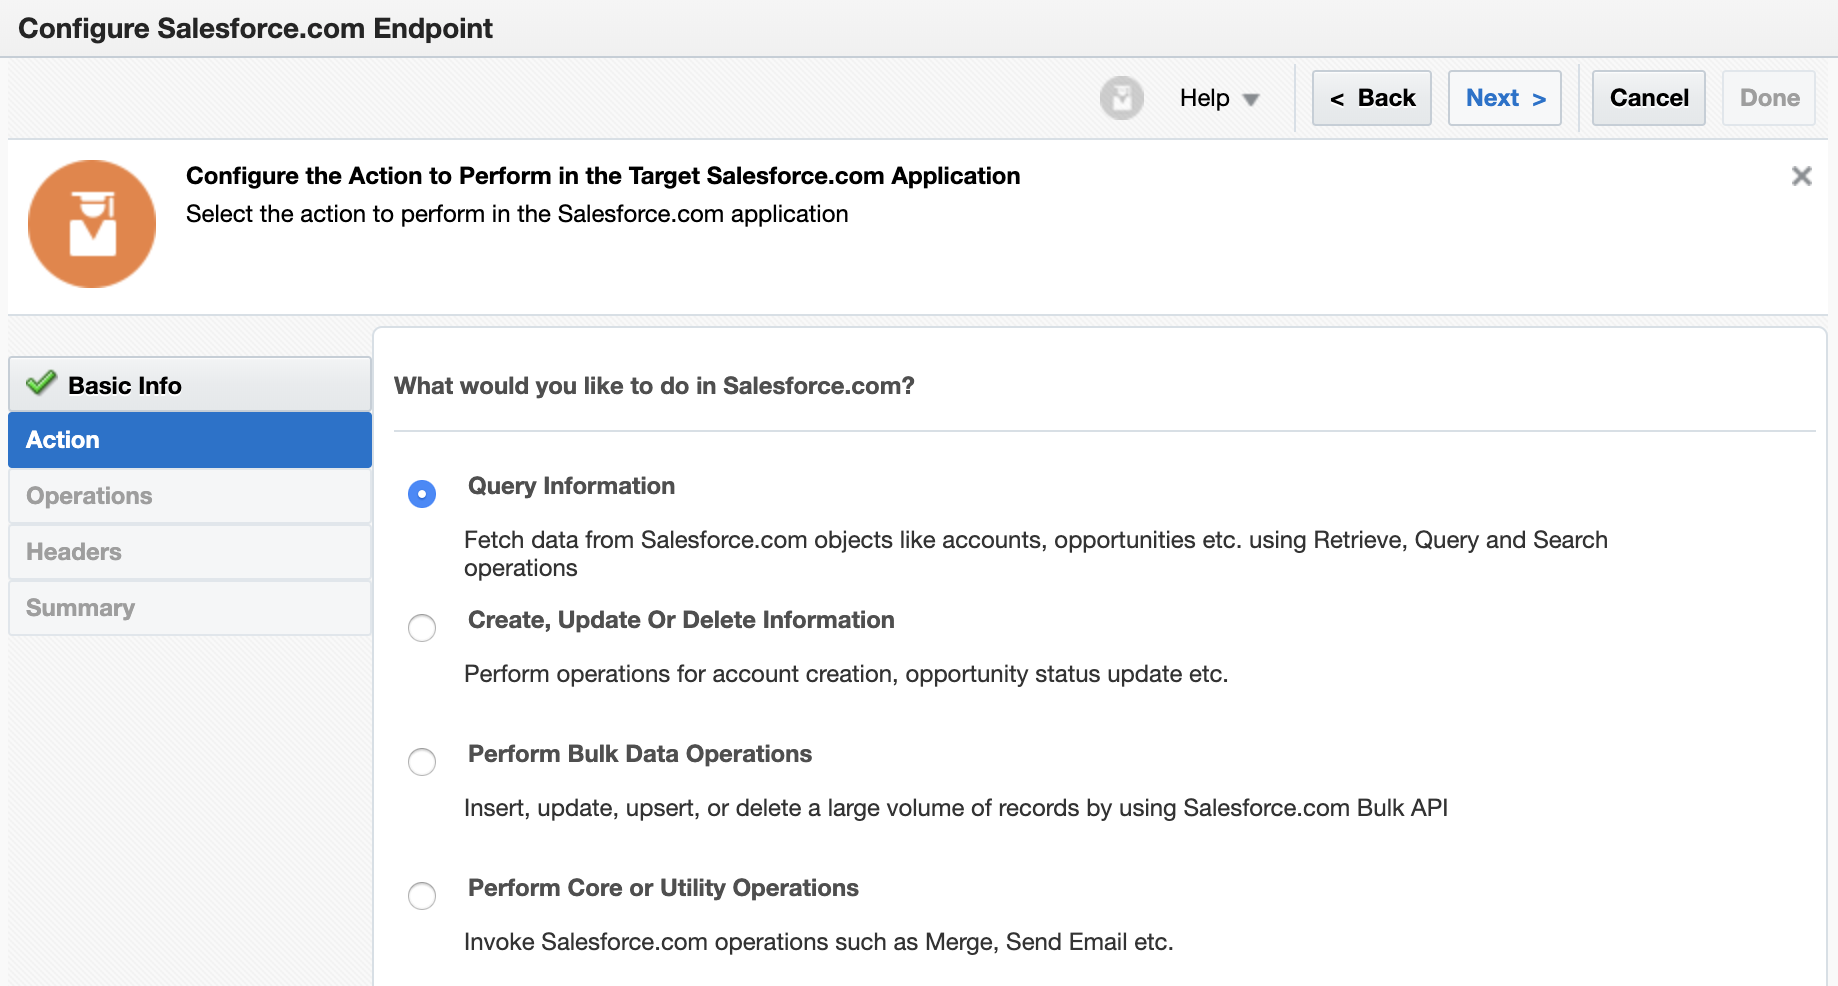 Configure Salesforce.com Endpoint
Help
< Back
Next >
Cancel
Done
Configure the Action to Perform in the Target Salesforce.com Application
Select the action to perform in the Salesforce.com application
Basic Info
Action
Operations
Headers
Summary
What would you like to do in Salesforce.com?
Query Information
Fetch data from Salesforce.com objects like accounts, opportunities etc. using Retrieve, Query and Search
operations
Create, Update Or Delete Information
Perform operations for account creation, opportunity status update etc.
Perform Bulk Data Operations
Insert, update, upsert, or delete a large volume of records by using Salesforce.com Bulk API
Perform Core or Utility Operations
Invoke Salesforce.com operations such as Merge, Send Email etc.